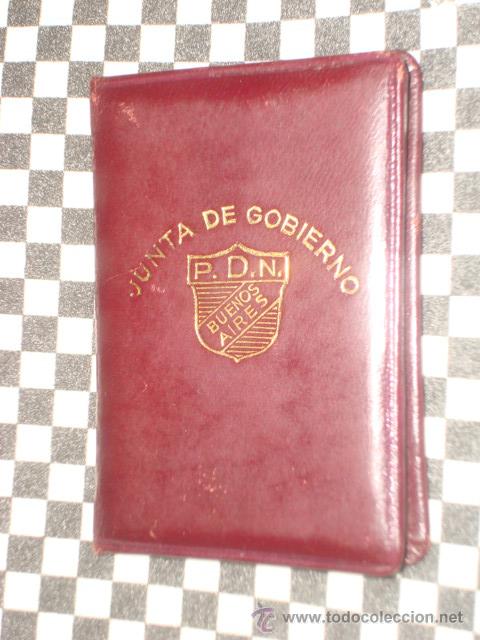 JUNTA DE GOBIERNO
P.D.N.
BUENOS
AIRES
© www.todocoleccion.net